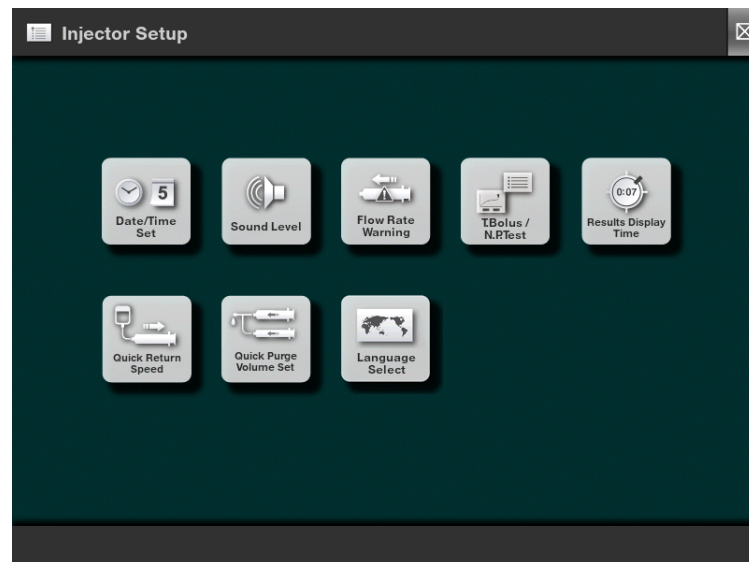 Injector Setup
5
Date/Time
Set
Sound Level
Flow Rate
Warning
T.Bolus /
N.P.Test
0:07
Results Display
Time
Quick Return
Speed
Quick Purge
Volume Set
Language
Select